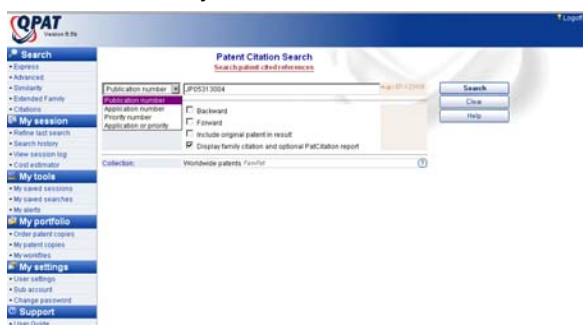 QPAT
Version 8.5b
Logoff
Search
Express
Advanced
Similarity
Extended Family
Citations
My session
Refine last search
Search history
View session log
Cost estimator
My tools
My saved sessions
My saved searches
My alerts
My portfolio
Order patent copies
My patent copies
My workfiles
My settings
User settings
Sub account
Change password
Support
User Guide
Patent Citation Search
Search patent cited references
Publication number JP05313004
Publication number
Application number
Priority number
Application or priority
Backward
Forward
Include original patent in result
Display family citation and optional PatCitation report
Collection: Worldwide patents FamPat
Search
Clear
Help